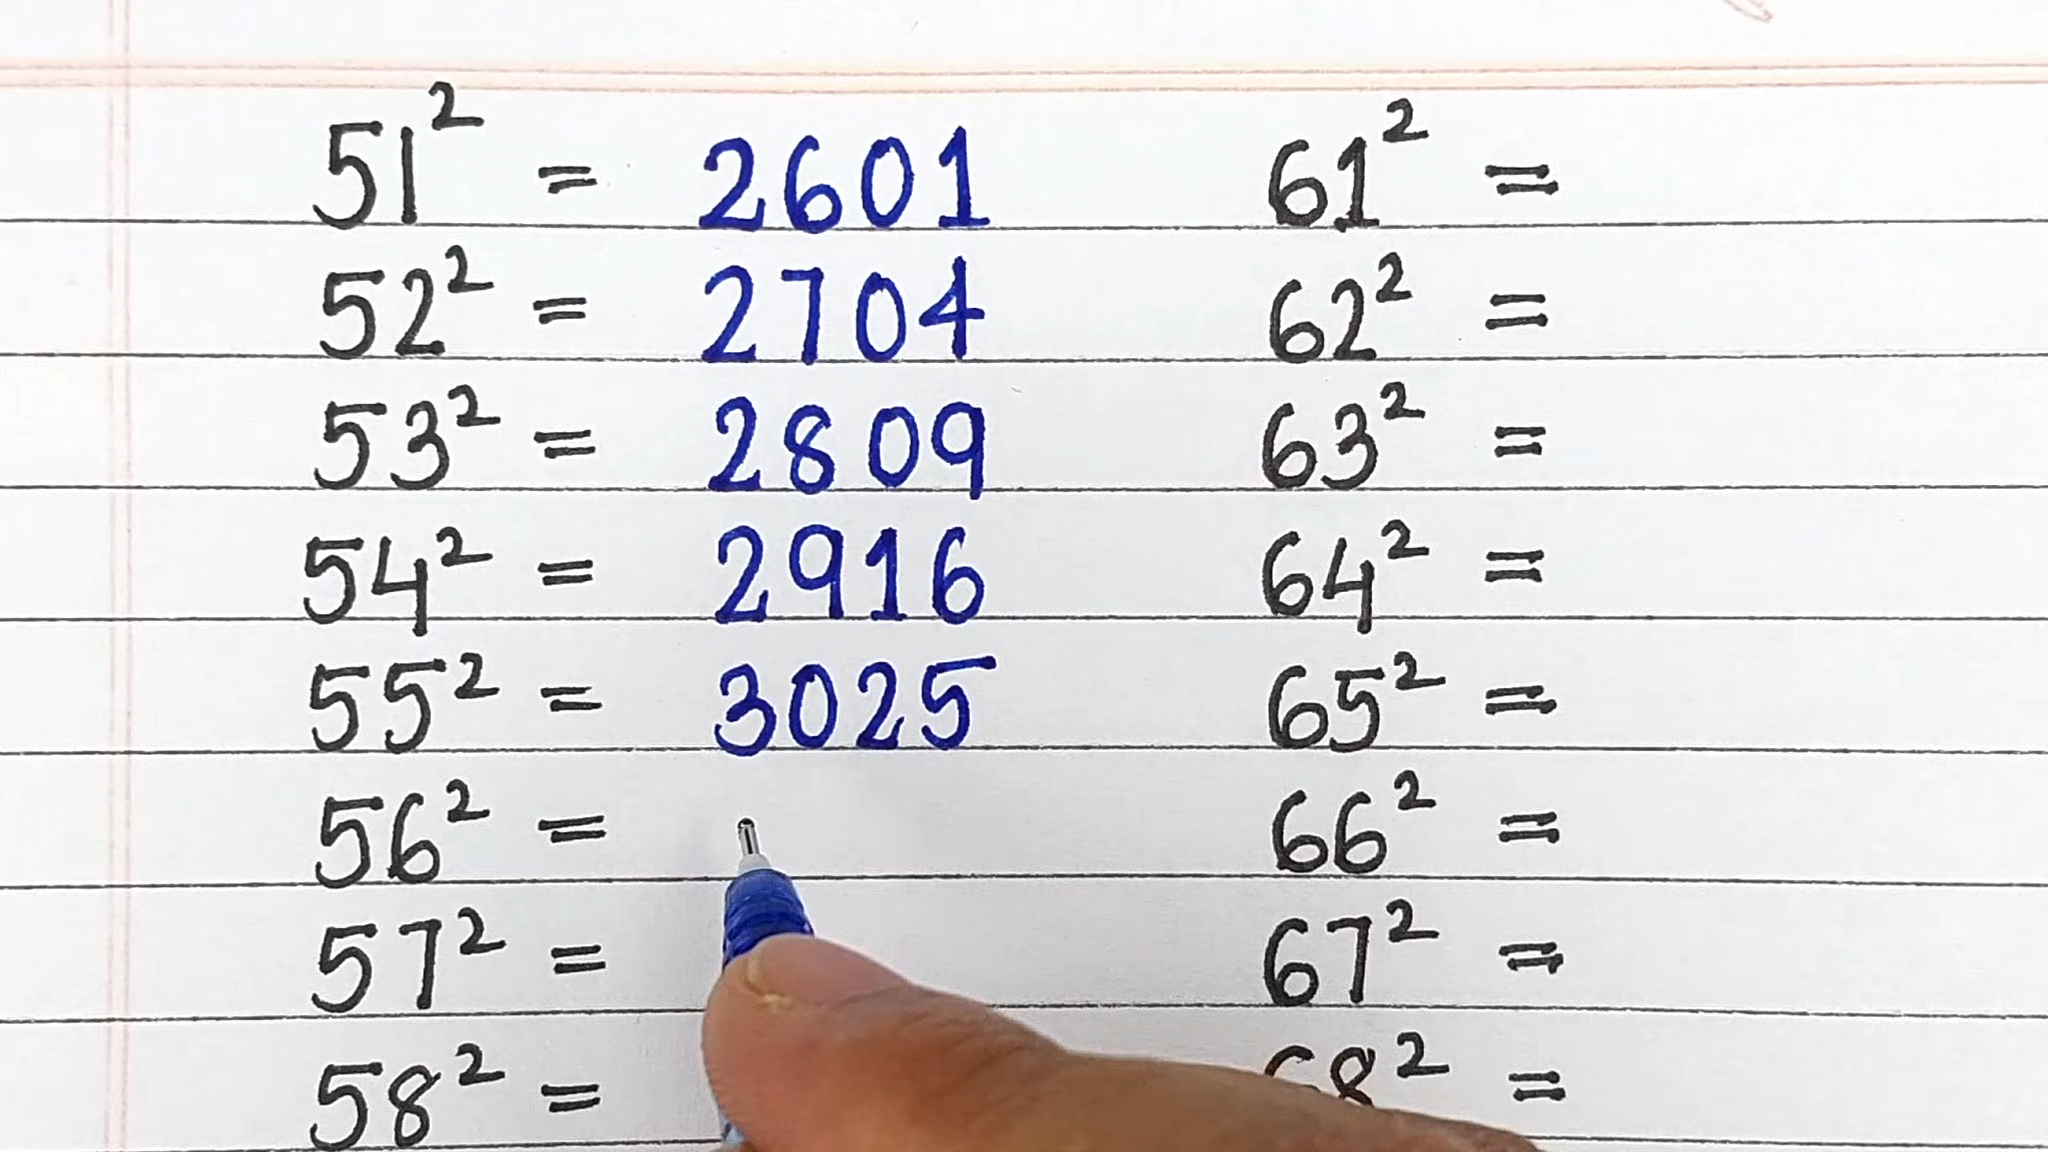 51² = 2601 61² =
52² = 2704 62² =
53² = 2809 63² =
54² = 2916 64² =
55² = 3025 65² =
56² = 66² =
57² = 67² =
58² = 68² =